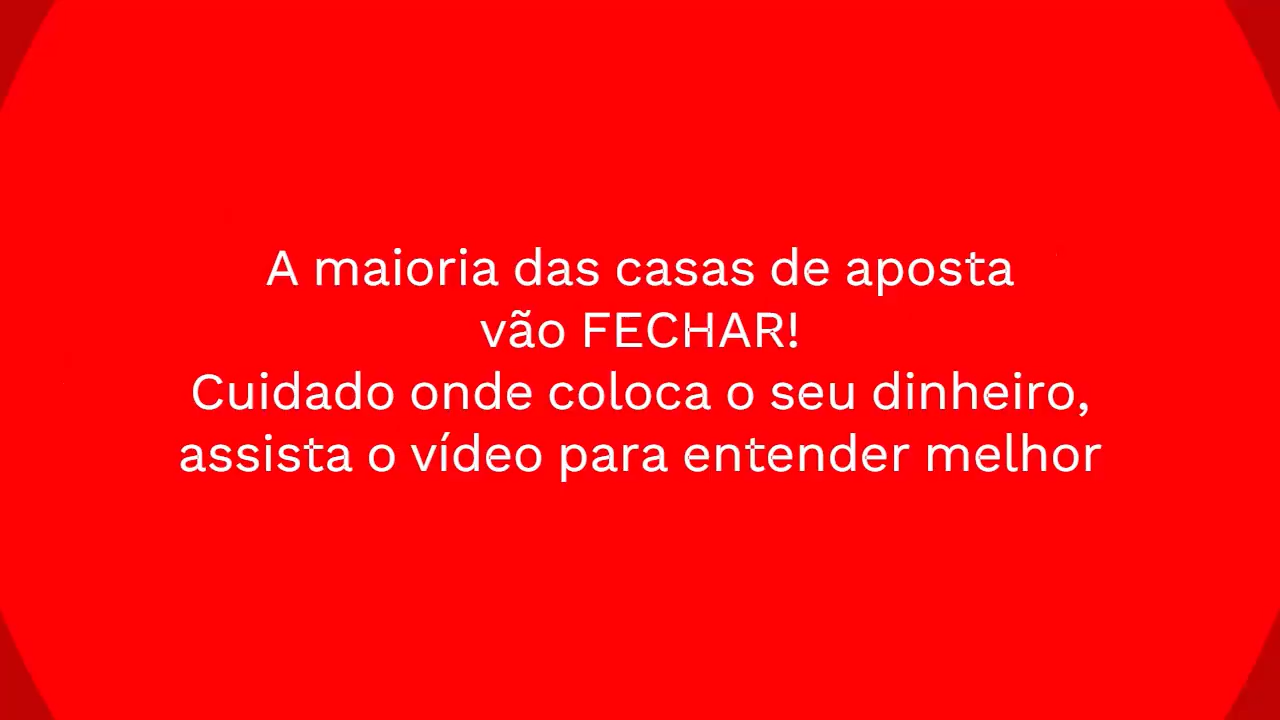 A maioria das casas de aposta
vão FECHAR!
Cuidado onde coloca o seu dinheiro,
assista o vídeo para entender melhor